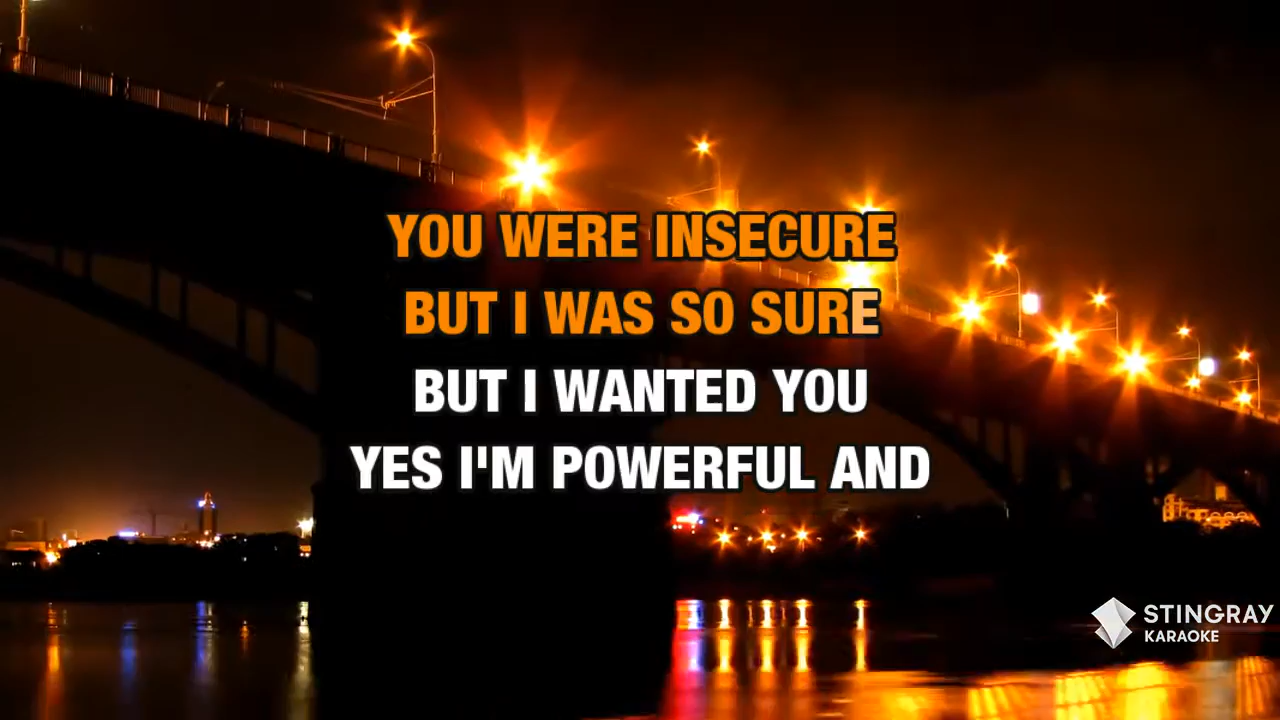 YOU WERE INSECURE
BUT I WAS SO SURE
BUT I WANTED YOU
YES I'M POWERFUL AND
STINGRAY
KARAOKE